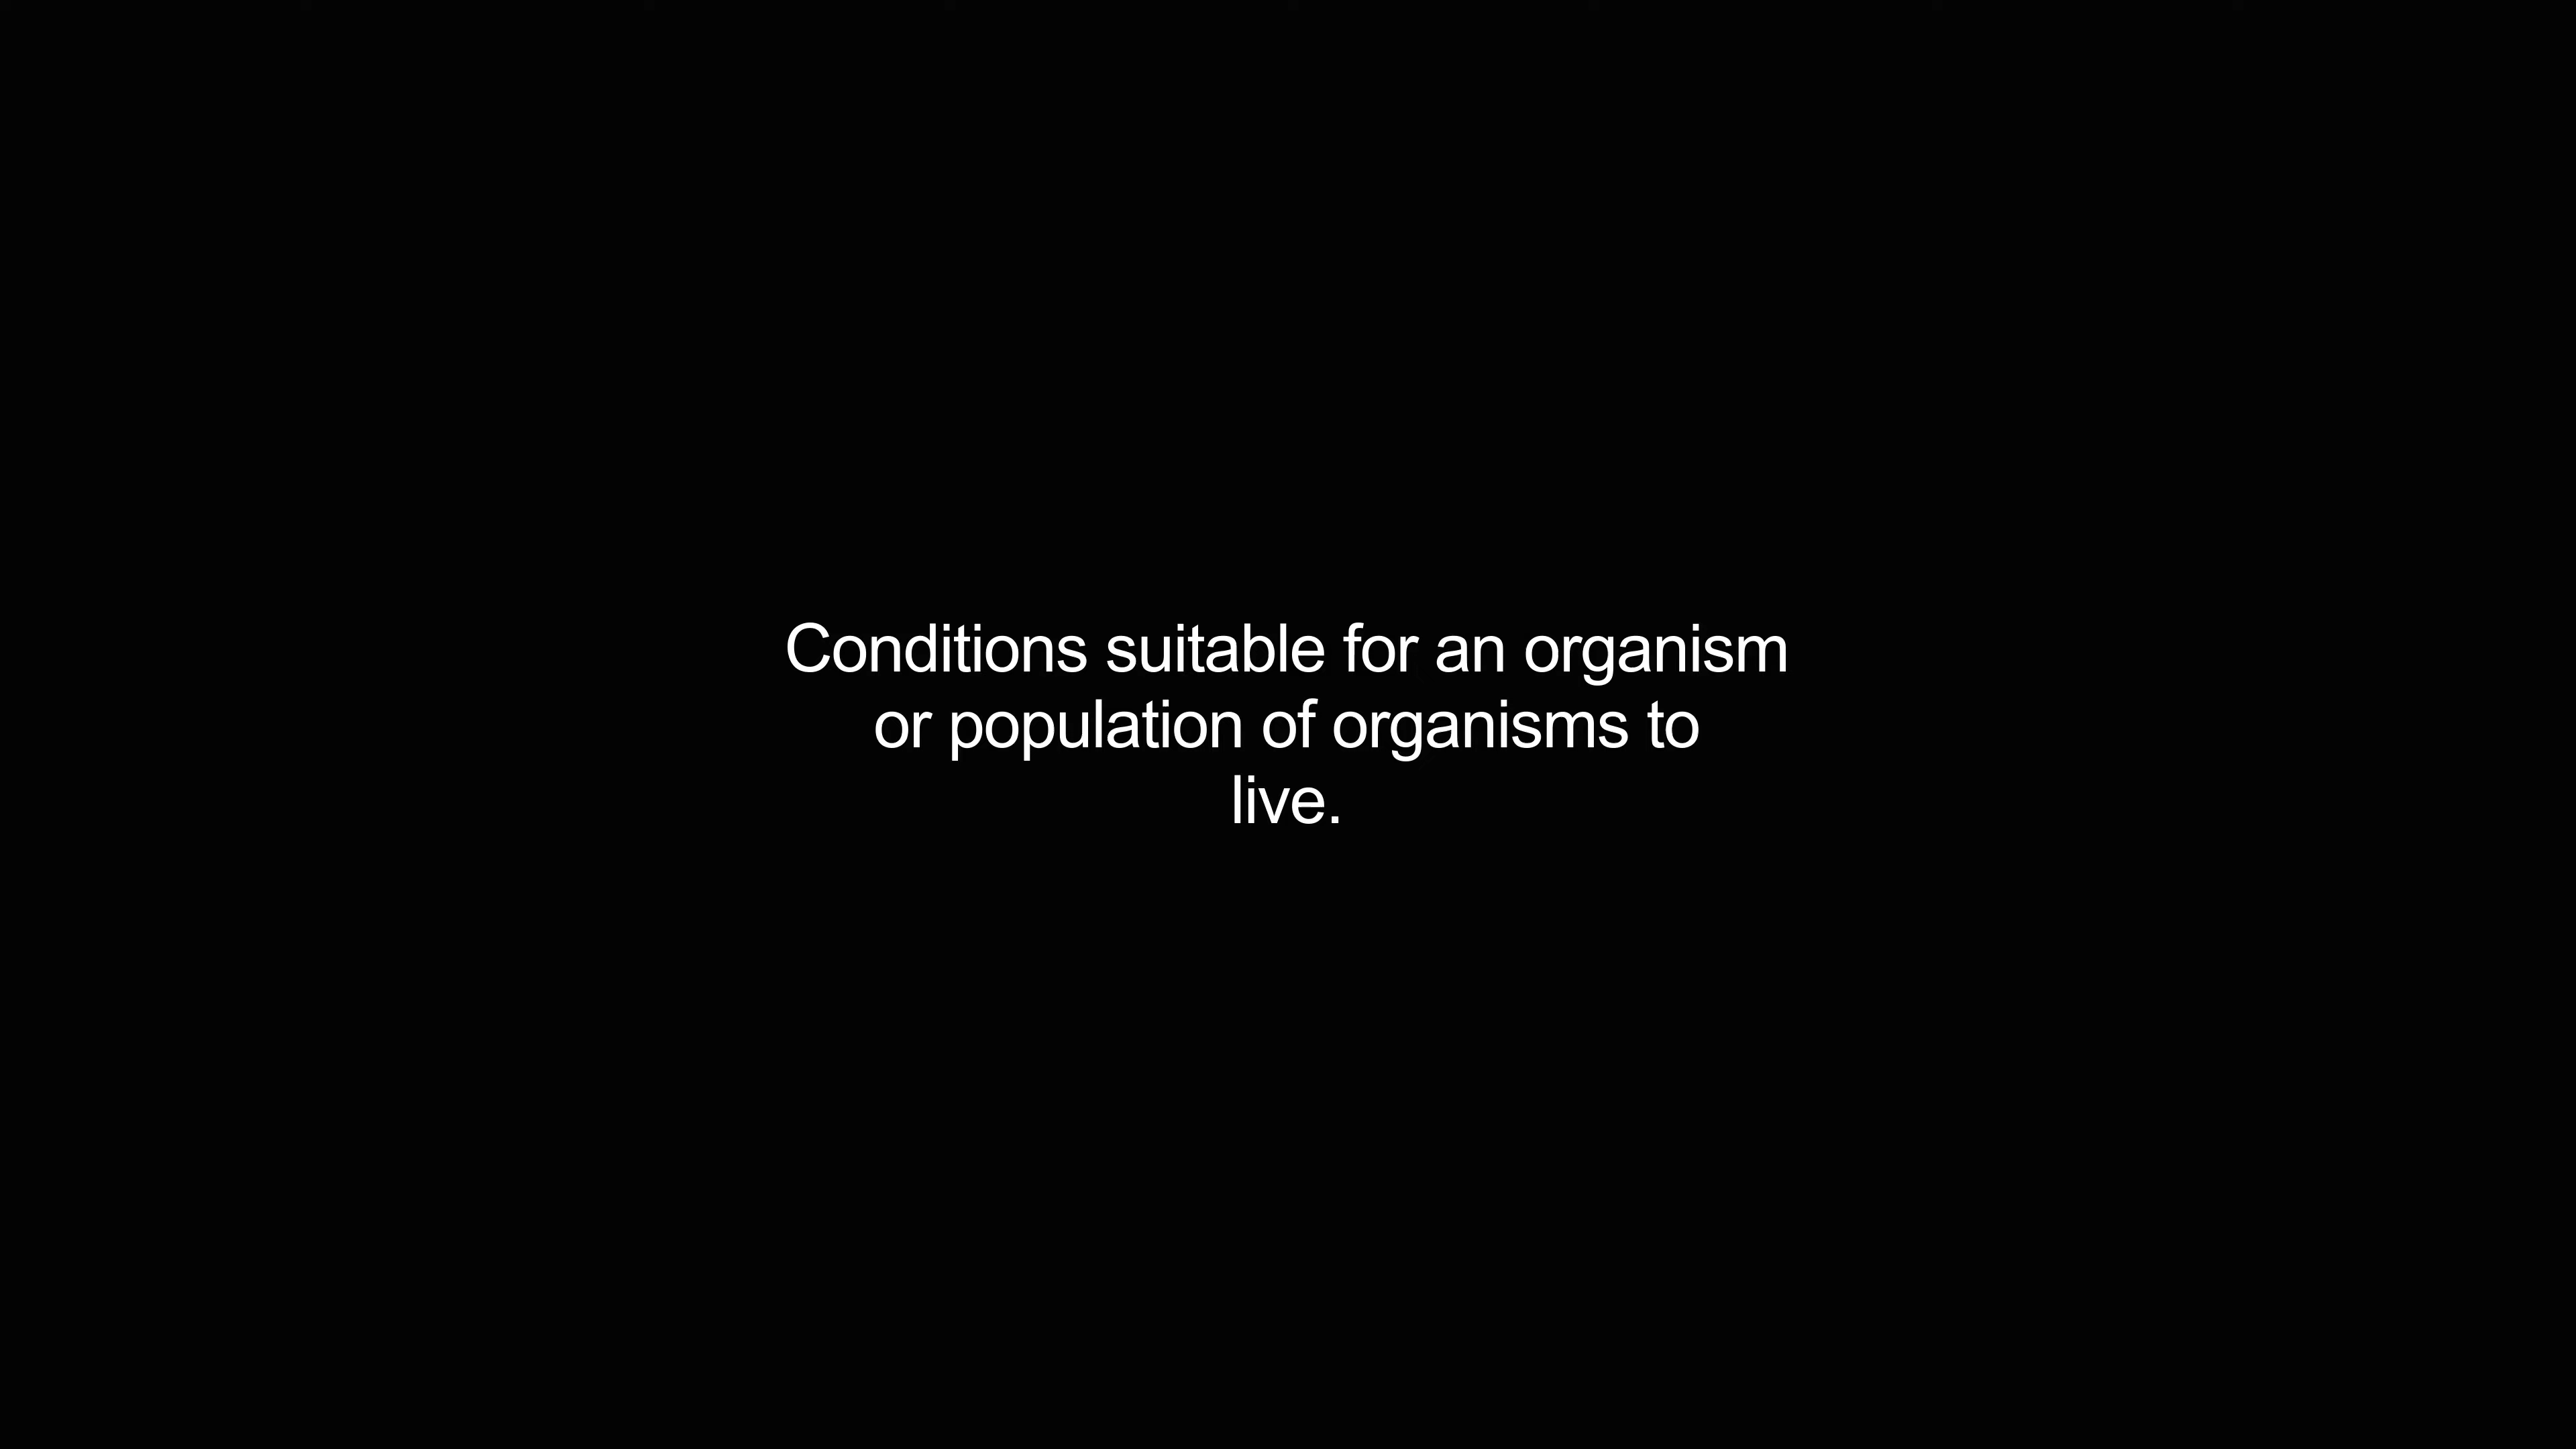 Conditions suitable for an organism
or population of organisms to
live.